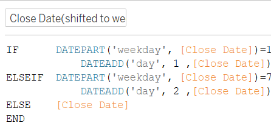 Close Date(shifted to we
IF DATEPART('weekday', [Close Date])=1
DATEADD('day', 1 ,[Close Date])
ELSEIF DATEPART('weekday', [Close Date])=7
DATEADD('day', 2 ,[Close Date])
ELSE [Close Date]
END